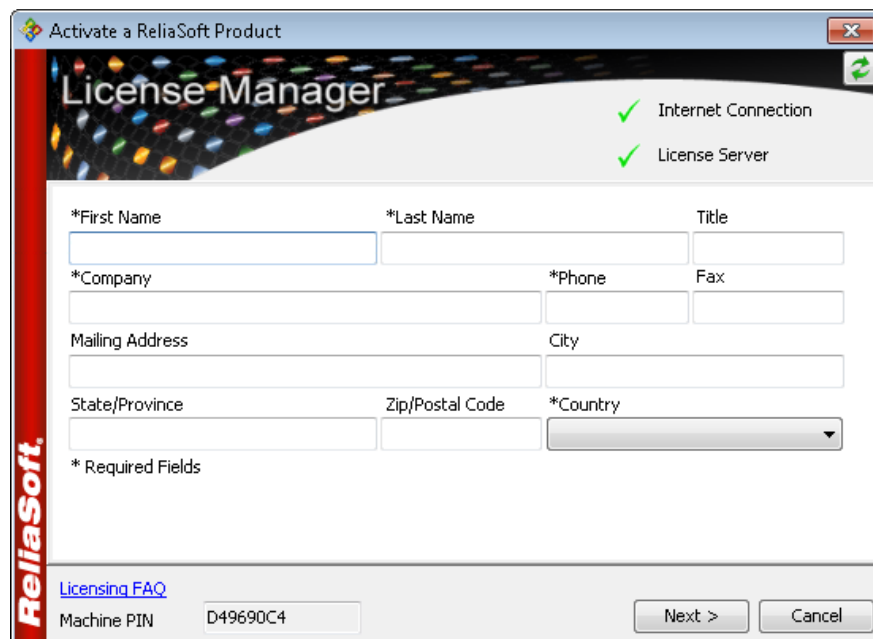 Activate a ReliaSoft Product
License Manager
Internet Connection
License Server
*First Name *Last Name Title
*Company *Phone Fax
Mailing Address City
State/Province Zip/Postal Code *Country
* Required Fields
ReliaSoft®
Licensing FAQ
Machine PIN D49690C4 Next > Cancel